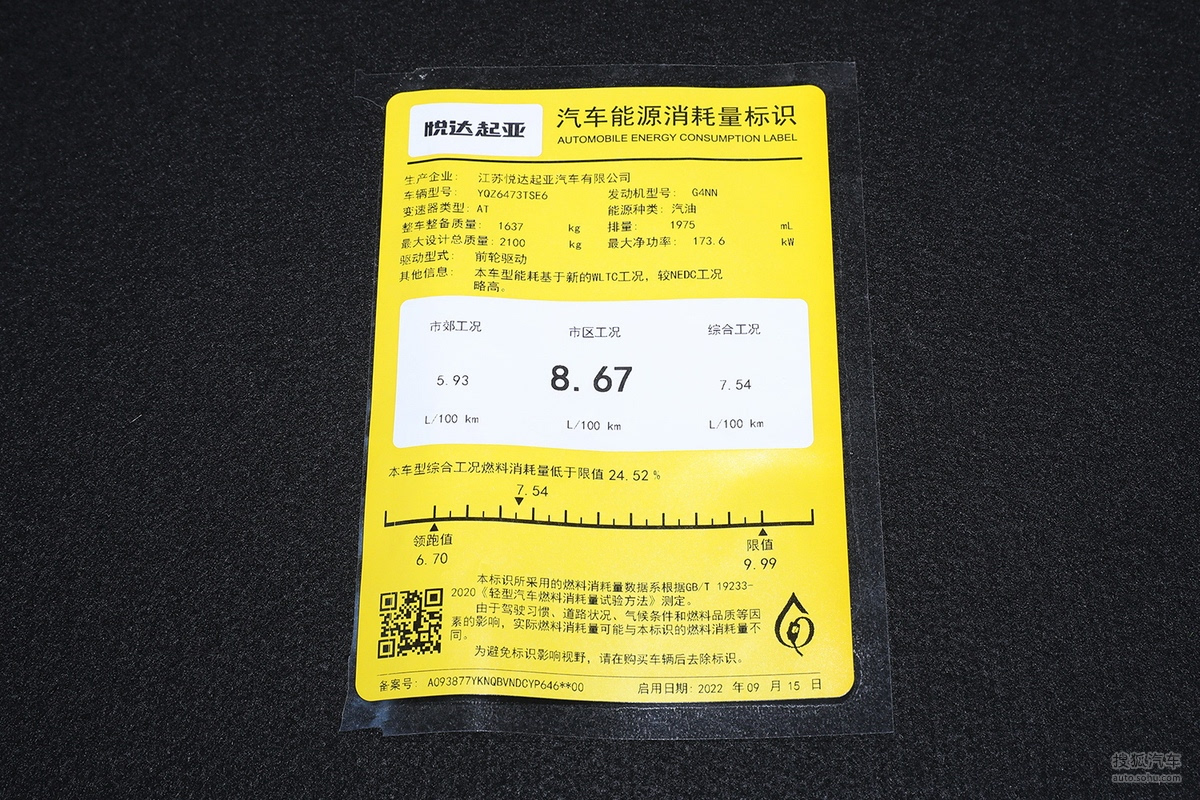 悦达起亚
汽车能源消耗量标识
AUTOMOBILE ENERGY CONSUMPTION LABEL
生产企业： 江苏悦达起亚汽车有限公司
车辆型号： YQZ6473TSE6 发动机型号： G4NN
变速器类型：AT 能源种类：汽油
整车整备质量： 1637 kg 排量： 1975 mL
最大设计总质量：2100 kg 最大净功率： 173.6 kW
驱动型式： 前轮驱动
其他信息： 本车型能耗基于新的WLTC工况，较NEDC工况
略高。
市郊工况 市区工况 综合工况
5.93 8.67 7.54
L/100 km L/100 km L/100 km
本车型综合工况燃料消耗量低于限值 24.52 %
7.54
领跑值 限值
6.70 9.99
本标识所采用的燃料消耗量数据系根据GB/T 19233-
2020《轻型汽车燃料消耗量试验方法》测定。
由于驾驶习惯、道路状况、气候条件和燃料品质等因
素的影响，实际燃料消耗量可能与本标识的燃料消耗量不
同。
为避免标识影响视野，请在购买车辆后去除标识。
备案号： A093877YKNQBVNDCYP646**00 启用日期：2022 年 09 月 15 日
搜狐汽车
auto.sohu.com